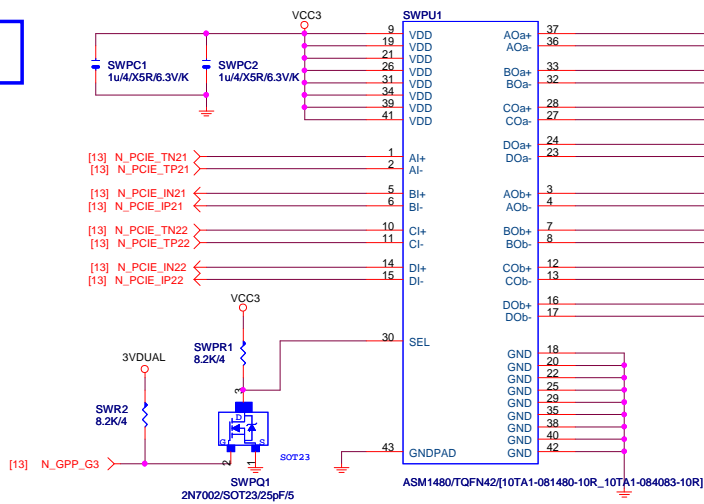 VCC3
SWPU1
SWPC1
1u/4/X5R/6.3V/K
SWPC2
1u/4/X5R/6.3V/K
9 VDD
19 VDD
21 VDD
26 VDD
31 VDD
34 VDD
39 VDD
41 VDD
AOa+ 37
AOa- 36
BOa+ 33
BOa- 32
COa+ 28
COa- 27
DOa+ 24
DOa- 23
[13] N_PCIE_TN21 1 AI+
[13] N_PCIE_TP21 2 AI-
[13] N_PCIE_IN21 5 BI+
[13] N_PCIE_IP21 6 BI-
[13] N_PCIE_TN22 10 CI+
[13] N_PCIE_TP22 11 CI-
[13] N_PCIE_IN22 14 DI+
[13] N_PCIE_IP22 15 DI-
AOb+ 3
AOb- 4
BOb+ 7
BOb- 8
COb+ 12
COb- 13
DOb+ 16
DOb- 17
VCC3
SWPR1
8.2K/4
30 SEL
3VDUAL
SWR2
8.2K/4
3
D
G
S
2
1
SOT23
[13] N_GPP_G3
SWPQ1
2N7002/SOT23/25pF/5
GND 18
GND 20
GND 22
GND 25
GND 29
GND 35
GND 38
GND 40
GND 42
43 GNDPAD
ASM1480/TQFN42/[10TA1-081480-10R_10TA1-084083-10R]